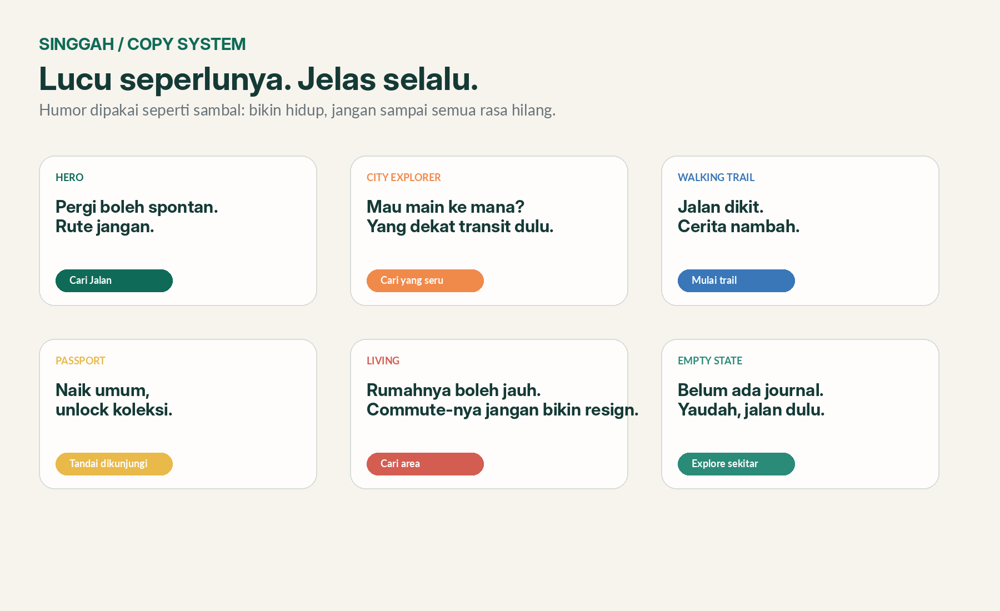 SINGGAH / COPY SYSTEM
Lucu seperlunya. Jelas selalu.
Humor dipakai seperti sambal: bikin hidup, jangan sampai semua rasa hilang.
HERO
Pergi boleh spontan.
Rute jangan.
Cari Jalan
CITY EXPLORER
Mau main ke mana?
Yang dekat transit dulu.
Cari yang seru
WALKING TRAIL
Jalan dikit.
Cerita nambah.
Mulai trail
PASSPORT
Naik umum,
unlock koleksi.
Tandai dikunjungi
LIVING
Rumahnya boleh jauh.
Commute-nya jangan bikin resign.
Cari area
EMPTY STATE
Belum ada journal.
Yaudah, jalan dulu.
Explore sekitar